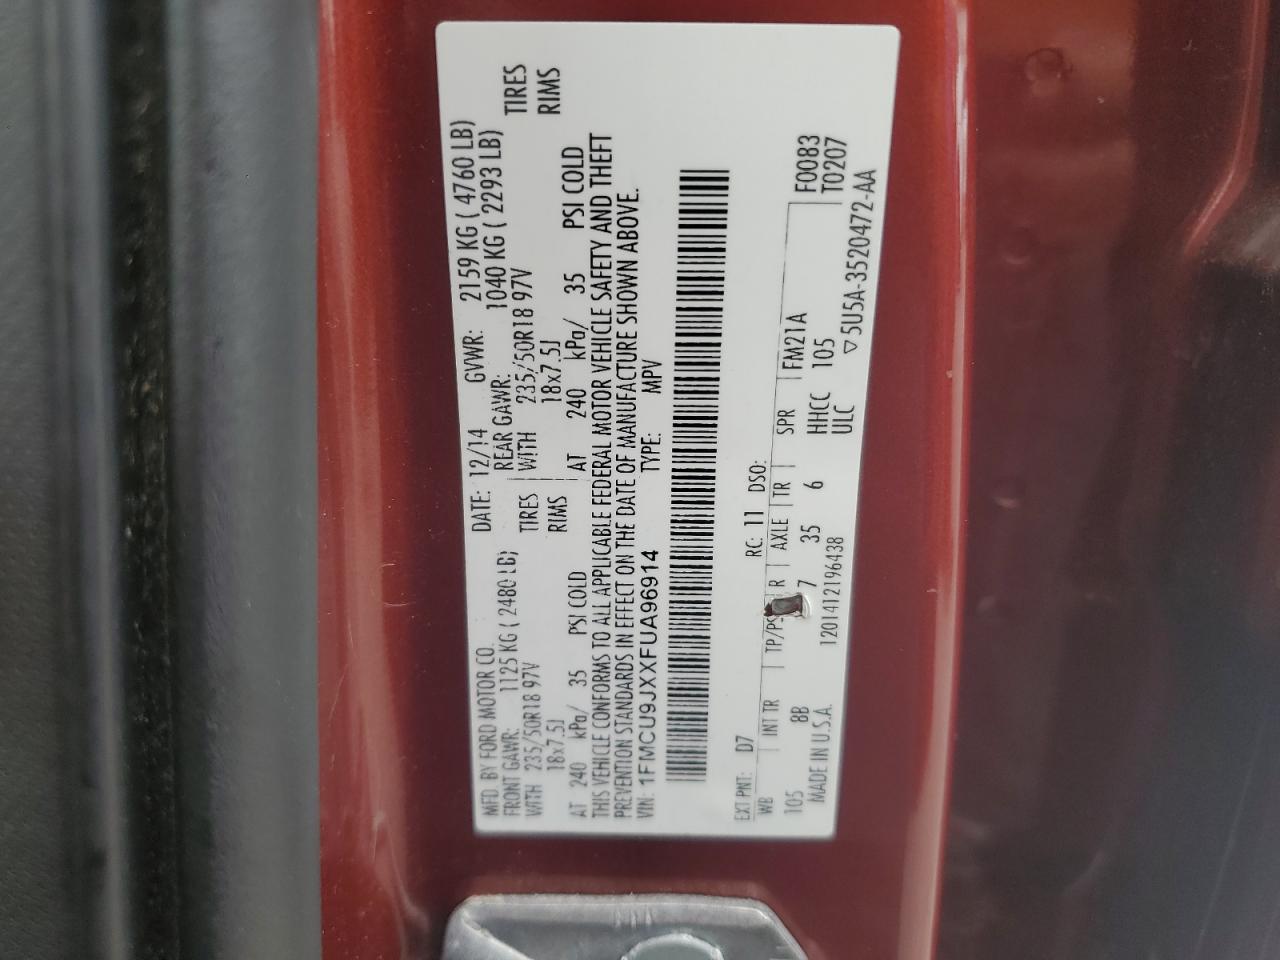 MFD. BY FORD MOTOR CO. DATE: 12/14 GVWR: 2159 KG ( 4760 LB)
FRONT GAWR: 1125 KG ( 2480 LB) REAR GAWR: 1040 KG ( 2293 LB)
WITH 235/50R18 97V TIRES WITH 235/50R18 97V TIRES
18x7.5J RIMS 18x7.5J RIMS
AT 240 kPa/ 35 PSI COLD AT 240 kPa/ 35 PSI COLD
THIS VEHICLE CONFORMS TO ALL APPLICABLE FEDERAL MOTOR VEHICLE SAFETY AND THEFT
PREVENTION STANDARDS IN EFFECT ON THE DATE OF MANUFACTURE SHOWN ABOVE.
VIN: 1FMCU9JXXFUA96914 TYPE: MPV
EXT PNT: D7 RC: 11 DSO: F0083
WB INT TR TP/PS R AXLE TR SPR FM21A T0207
105 8B 7 35 6 HHCC 105
MADE IN U.S.A. 1201412196438 ULC ▽5U5A-3520472-AA